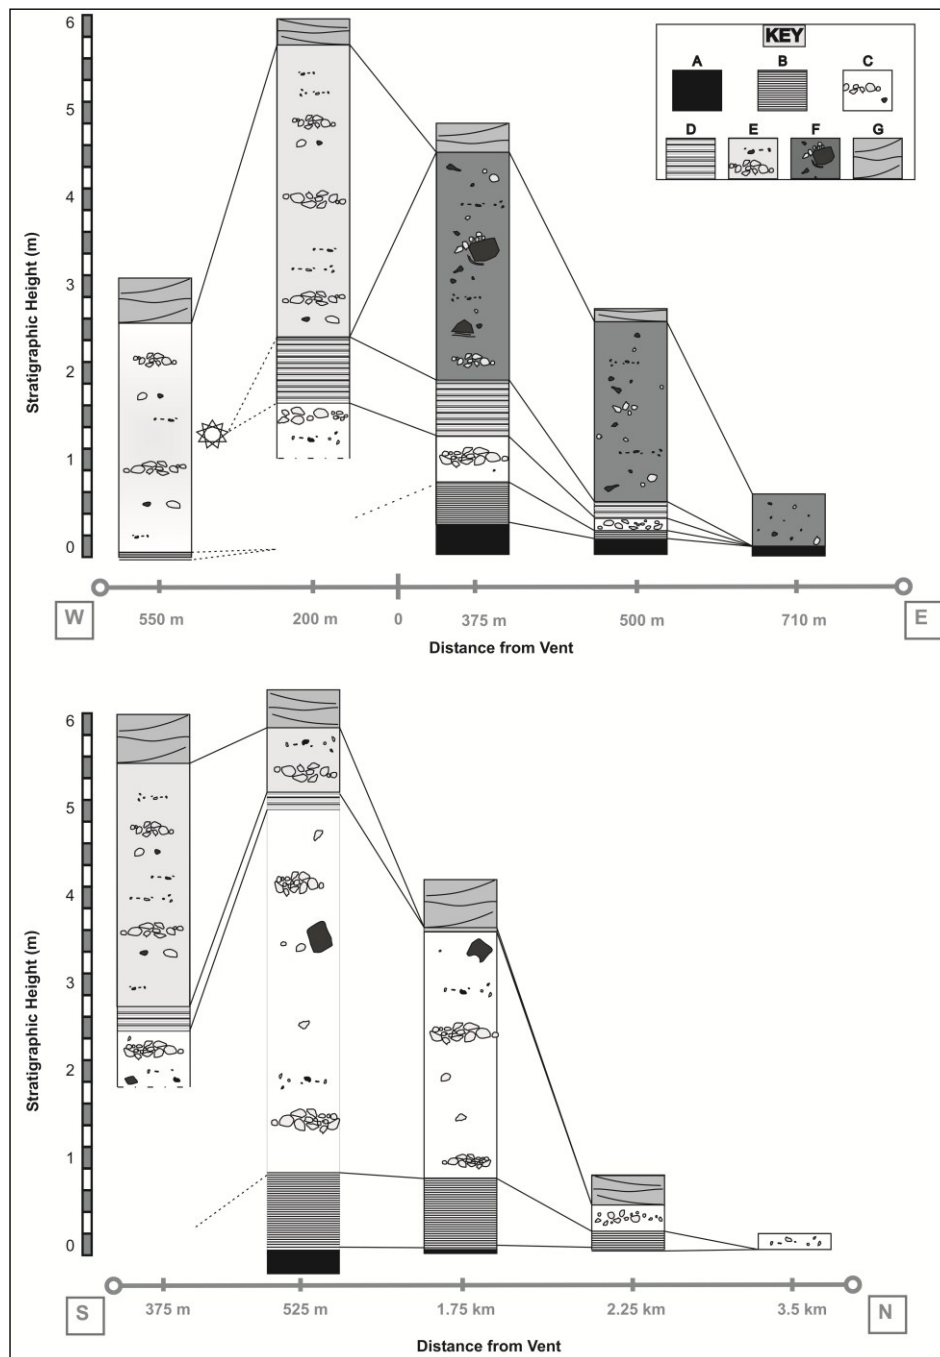 KEY
A B C
D E F G
Stratigraphic Height (m)
6
5
4
3
2
1
0
W 550 m 200 m 0 375 m 500 m 710 m E
Distance from Vent
Stratigraphic Height (m)
6
5
4
3
2
1
0
S 375 m 525 m 1.75 km 2.25 km 3.5 km N
Distance from Vent